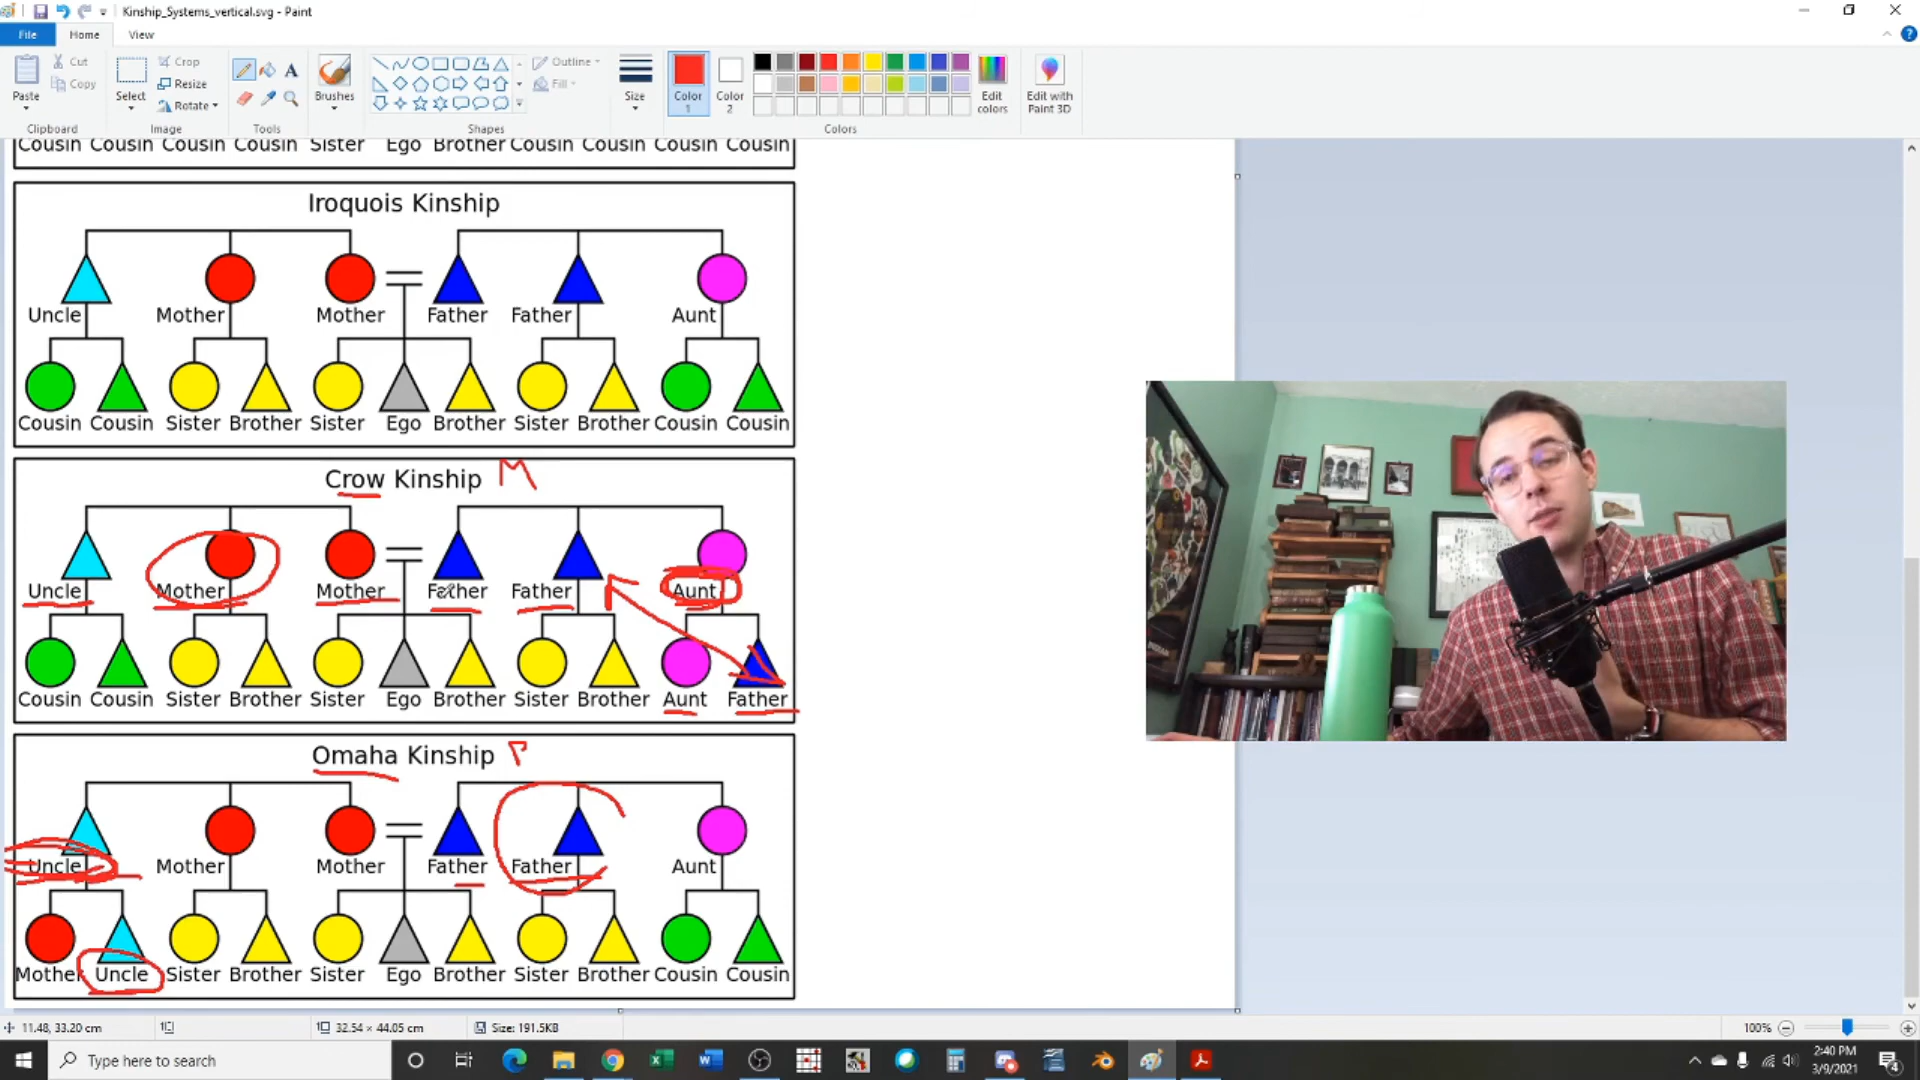 Kinship_Systems_vertical.svg - Paint
File Home View
Paste
Cut
Copy
Clipboard
Select
Crop
Resize
Rotate
Image
Tools
Brushes
Shapes
Outline
Fill
Size
Color 1
Color 2
Edit colors
Colors
Edit with Paint 3D
Cousin Cousin Cousin Cousin Sister Ego Brother Cousin Cousin Cousin Cousin
Iroquois Kinship
Uncle Mother Mother Father Father Aunt
Cousin Cousin Sister Brother Sister Ego Brother Sister Brother Cousin Cousin
Crow Kinship M
Uncle Mother Mother Father Father Aunt
Cousin Cousin Sister Brother Sister Ego Brother Sister Brother Aunt Father
Omaha Kinship P
Uncle Mother Mother Father Father Aunt
Mother Uncle Sister Brother Sister Ego Brother Sister Brother Cousin Cousin
11.48, 33.20 cm
32.54 × 44.05 cm
Size: 191.5KB
100%
Type here to search
2:40 PM
3/9/2021
4